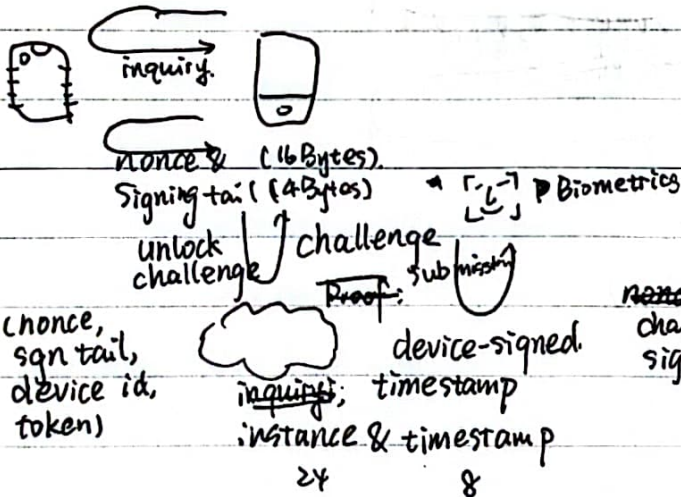 inquiry.
nonce & (16 Bytes).
Signing tail (4 Bytes)
Biometrics
unlock challenge
challenge
submission
Proof:
(nonce,
sgn tail,
device id,
token)
device-signed.
timestamp
inquiry;
instance & timestamp
24 8
cha
sig